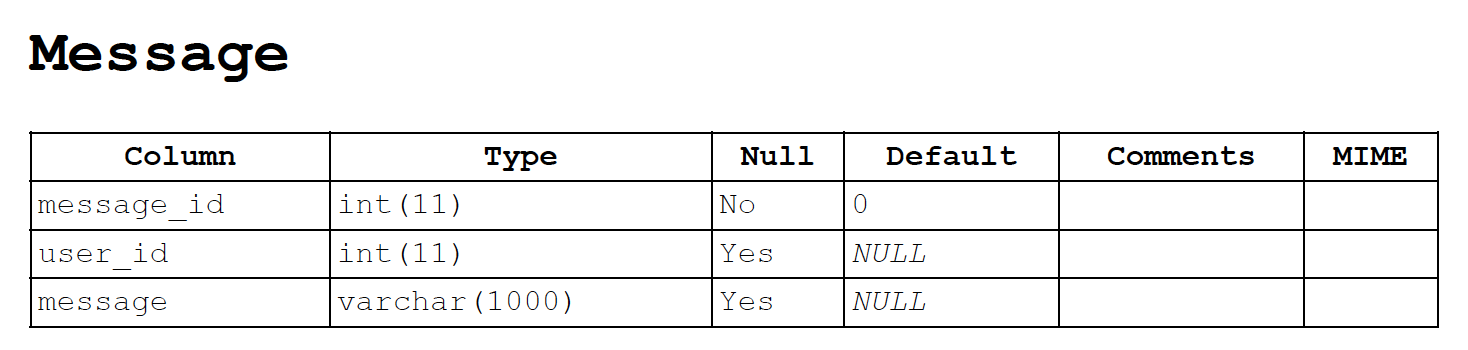 Message
Column Type Null Default Comments MIME
message_id int(11) No 0
user_id int(11) Yes NULL
message varchar(1000) Yes NULL